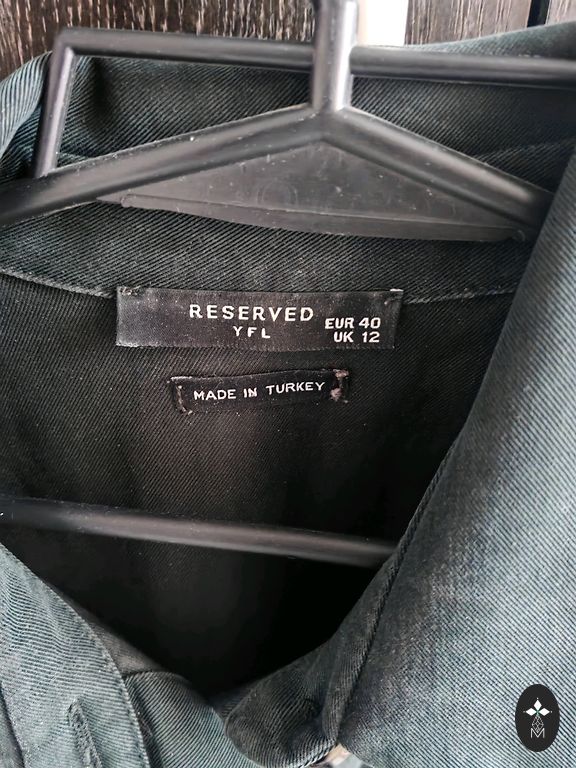 RESERVED
YFL
EUR 40
UK 12
MADE IN TURKEY
M